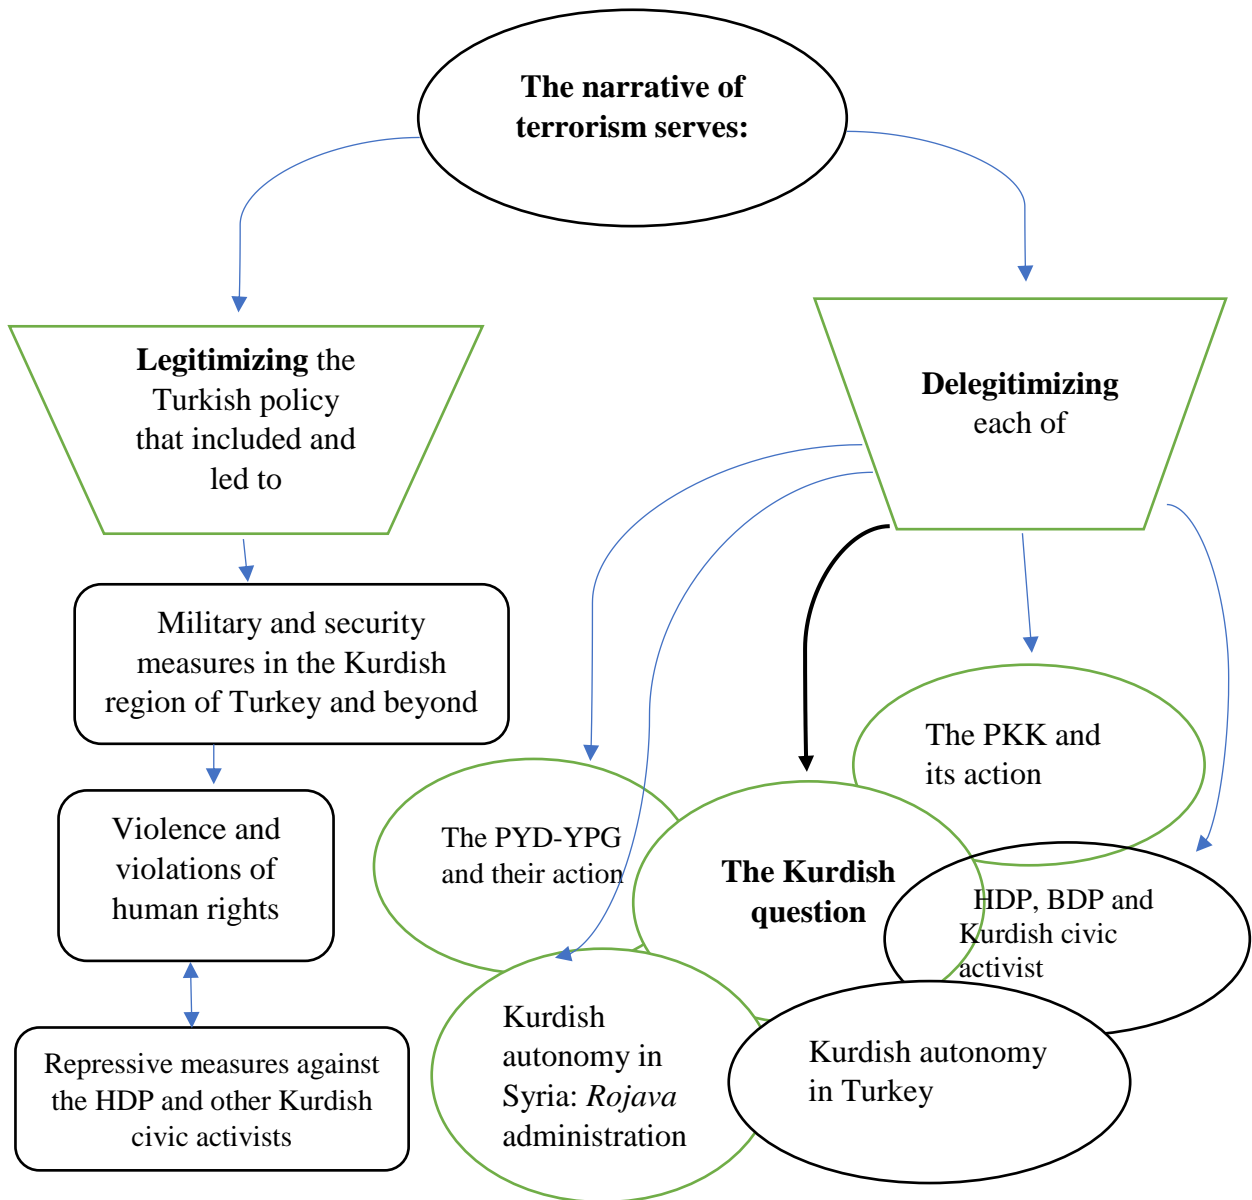 The narrative of
terrorism serves:
Legitimizing the
Turkish policy
that included and
led to
Delegitimizing
each of
Military and security
measures in the Kurdish
region of Turkey and beyond
Violence and
violations of
human rights
Repressive measures against
the HDP and other Kurdish
civic activists
The PKK and
its action
The PYD-YPG
and their action
The Kurdish
question
HDP, BDP and
Kurdish civic
activist
Kurdish
autonomy in
Syria: Rojava
administration
Kurdish autonomy
in Turkey